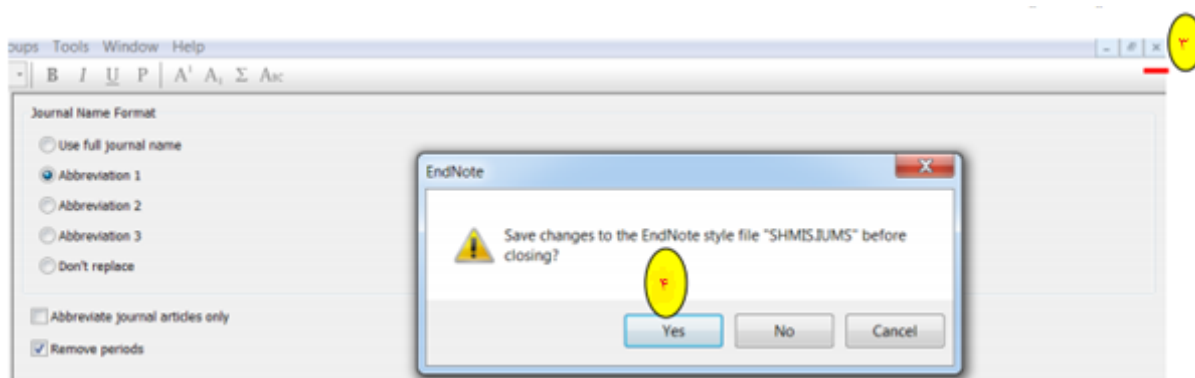 ۳
oups Tools Window Help
B I U P A¹ A₁ Σ Abc
Journal Name Format
Use full journal name
Abbreviation 1
Abbreviation 2
Abbreviation 3
Don't replace
Abbreviate journal articles only
Remove periods
EndNote
Save changes to the EndNote style file "SHMIS.IUMS" before
closing?
۴
Yes No Cancel